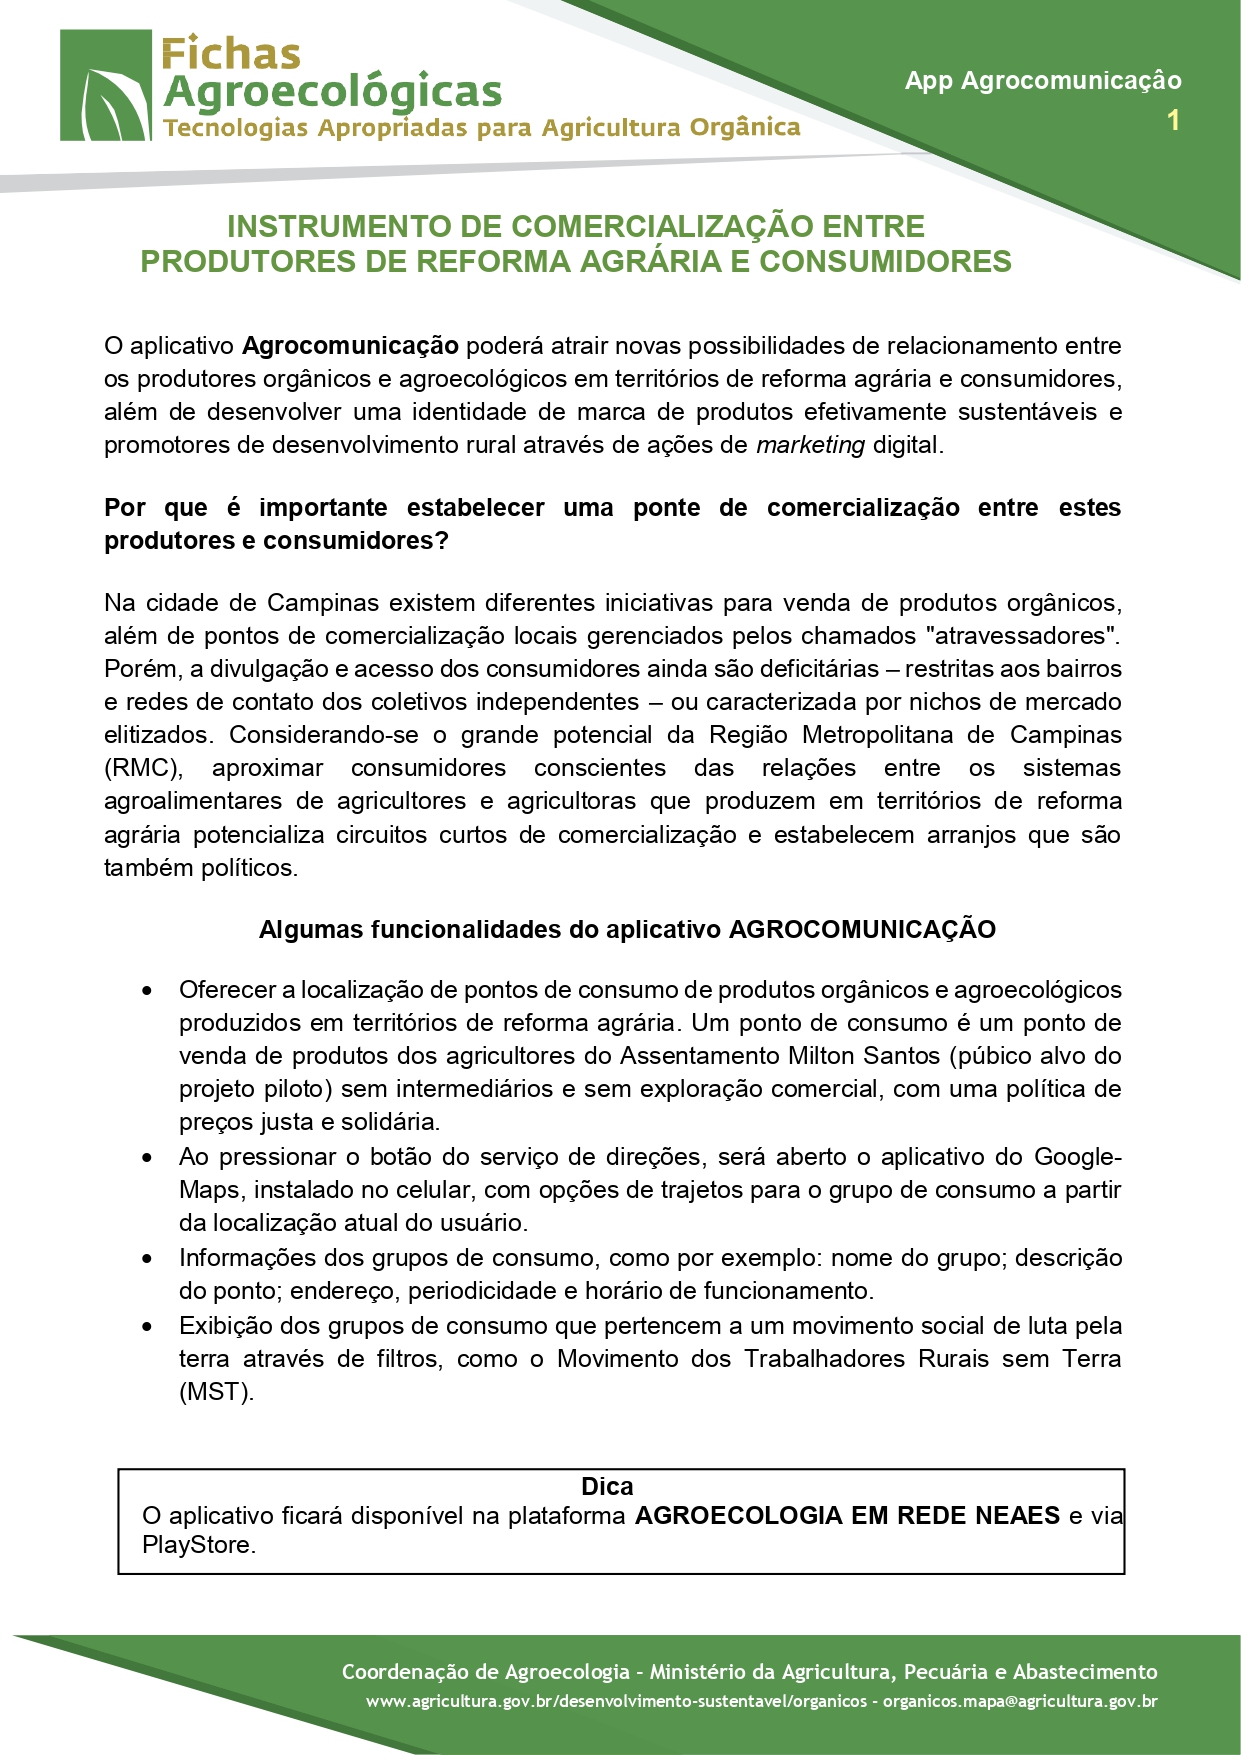 Fichas
Agroecológicas
Tecnologias Apropriadas para Agricultura Orgânica
App Agrocomunicação
1
INSTRUMENTO DE COMERCIALIZAÇÃO ENTRE
PRODUTORES DE REFORMA AGRÁRIA E CONSUMIDORES
O aplicativo Agrocomunicação poderá atrair novas possibilidades de relacionamento entre
os produtores orgânicos e agroecológicos em territórios de reforma agrária e consumidores,
além de desenvolver uma identidade de marca de produtos efetivamente sustentáveis e
promotores de desenvolvimento rural através de ações de marketing digital.
Por que é importante estabelecer uma ponte de comercialização entre estes
produtores e consumidores?
Na cidade de Campinas existem diferentes iniciativas para venda de produtos orgânicos,
além de pontos de comercialização locais gerenciados pelos chamados "atravessadores".
Porém, a divulgação e acesso dos consumidores ainda são deficitárias – restritas aos bairros
e redes de contato dos coletivos independentes – ou caracterizada por nichos de mercado
elitizados. Considerando-se o grande potencial da Região Metropolitana de Campinas
(RMC), aproximar consumidores conscientes das relações entre os sistemas
agroalimentares de agricultores e agricultoras que produzem em territórios de reforma
agrária potencializa circuitos curtos de comercialização e estabelecem arranjos que são
também políticos.
Algumas funcionalidades do aplicativo AGROCOMUNICAÇÃO
• Oferecer a localização de pontos de consumo de produtos orgânicos e agroecológicos
produzidos em territórios de reforma agrária. Um ponto de consumo é um ponto de
venda de produtos dos agricultores do Assentamento Milton Santos (púbico alvo do
projeto piloto) sem intermediários e sem exploração comercial, com uma política de
preços justa e solidária.
• Ao pressionar o botão do serviço de direções, será aberto o aplicativo do Google-
Maps, instalado no celular, com opções de trajetos para o grupo de consumo a partir
da localização atual do usuário.
• Informações dos grupos de consumo, como por exemplo: nome do grupo; descrição
do ponto; endereço, periodicidade e horário de funcionamento.
• Exibição dos grupos de consumo que pertencem a um movimento social de luta pela
terra através de filtros, como o Movimento dos Trabalhadores Rurais sem Terra
(MST).
Dica
O aplicativo ficará disponível na plataforma AGROECOLOGIA EM REDE NEAES e via
PlayStore.
Coordenação de Agroecologia – Ministério da Agricultura, Pecuária e Abastecimento
www.agricultura.gov.br/desenvolvimento-sustentavel/organicos - organicos.mapa@agricultura.gov.br